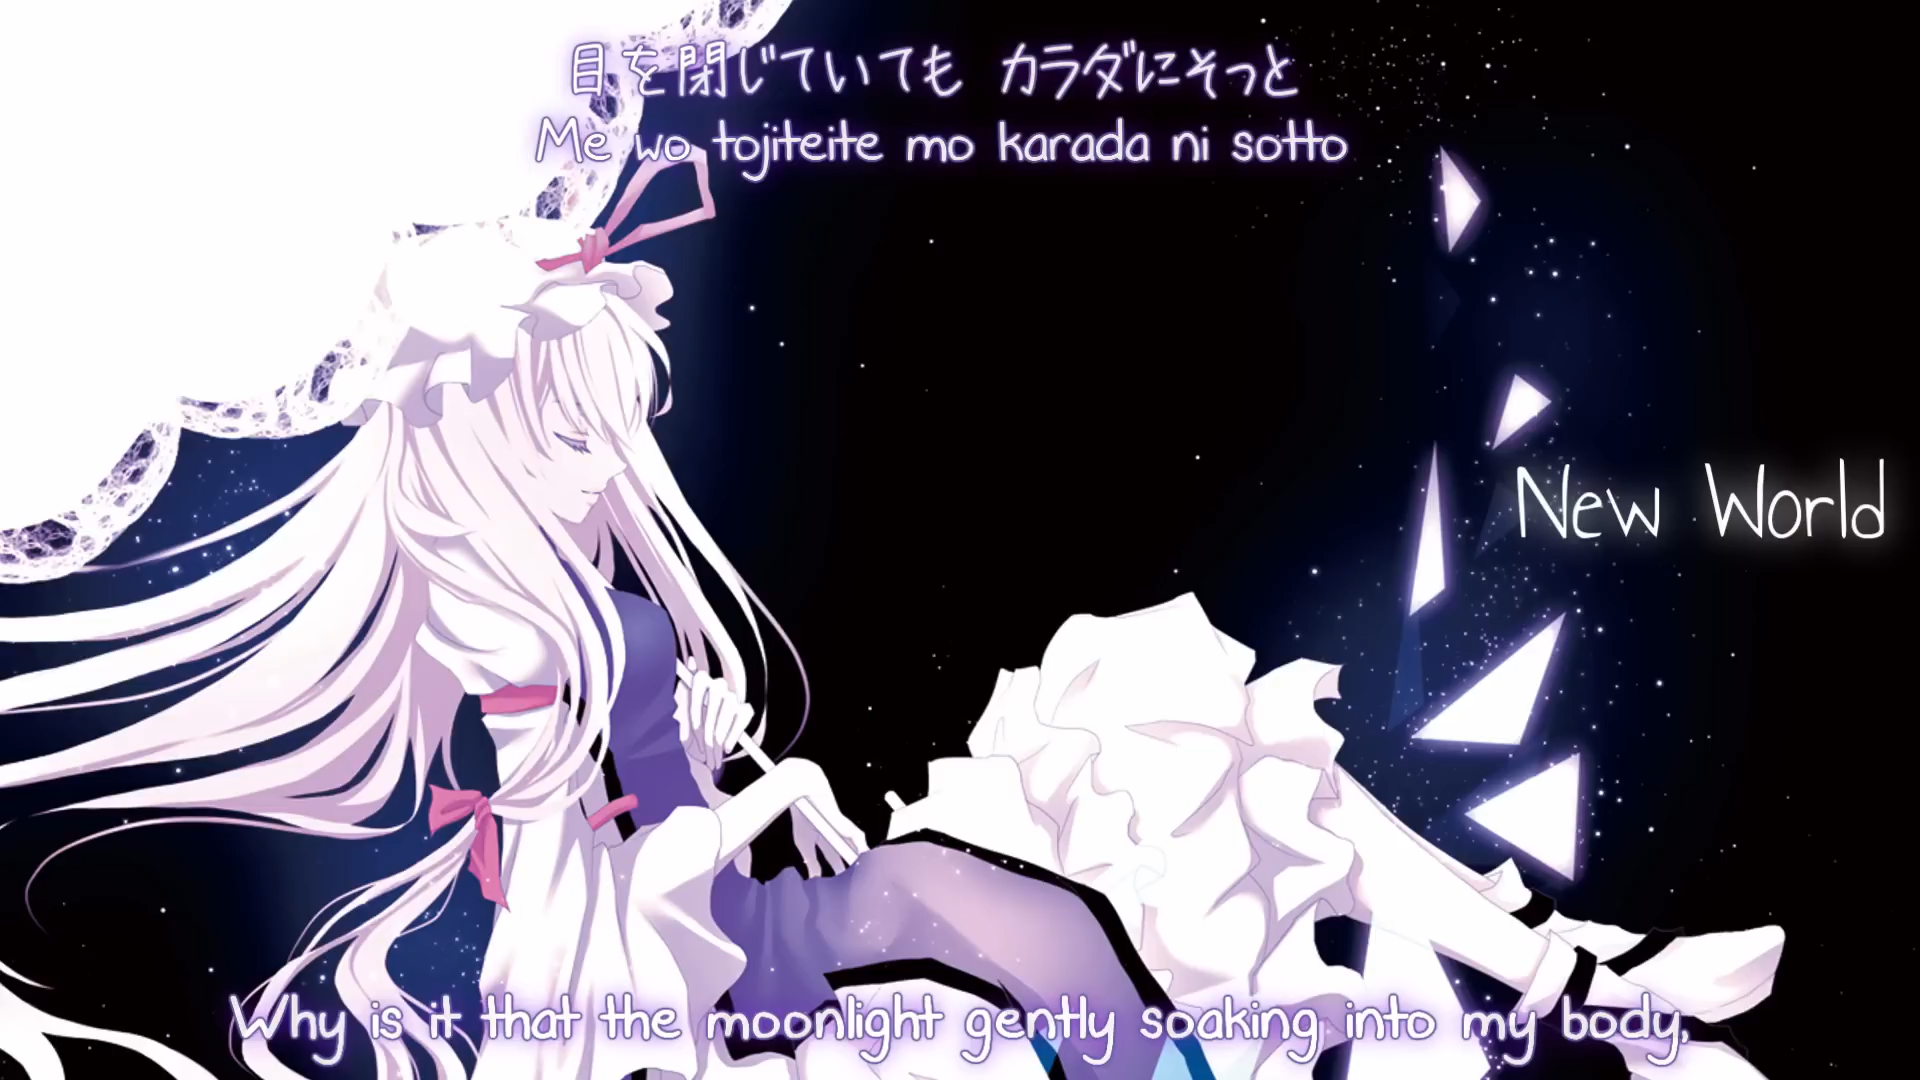 目を閉じていても カラダにそっと
Me wo tojiteite mo karada ni sotto
New World
Why is it that the moonlight gently soaking into my body,